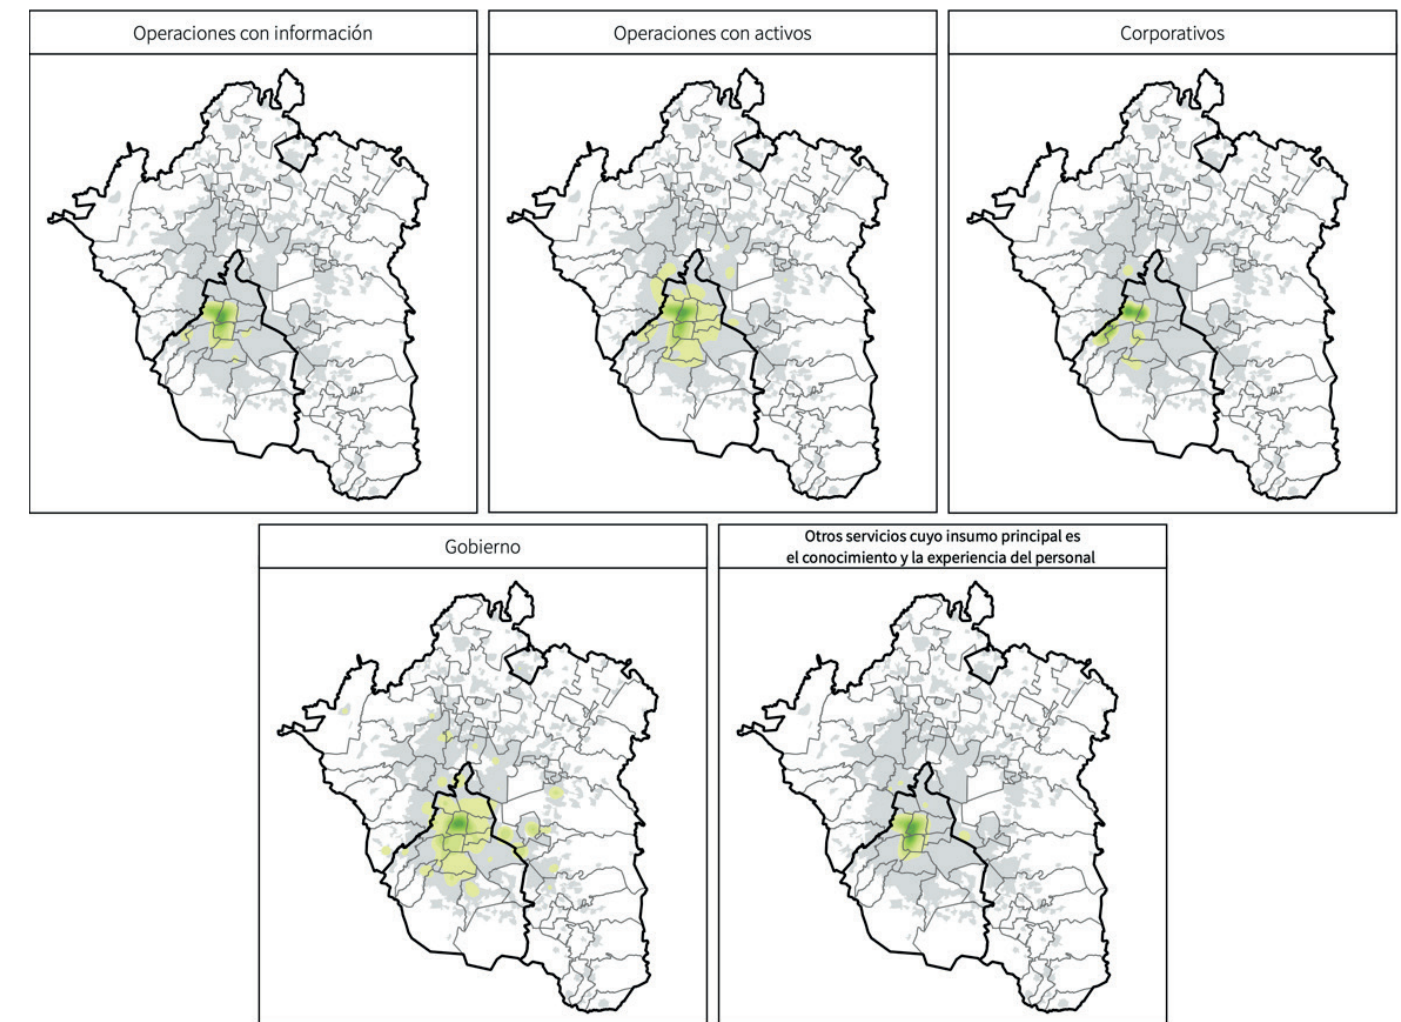 Operaciones con información
Operaciones con activos
Corporativos
Gobierno
Otros servicios cuyo insumo principal es
el conocimiento y la experiencia del personal